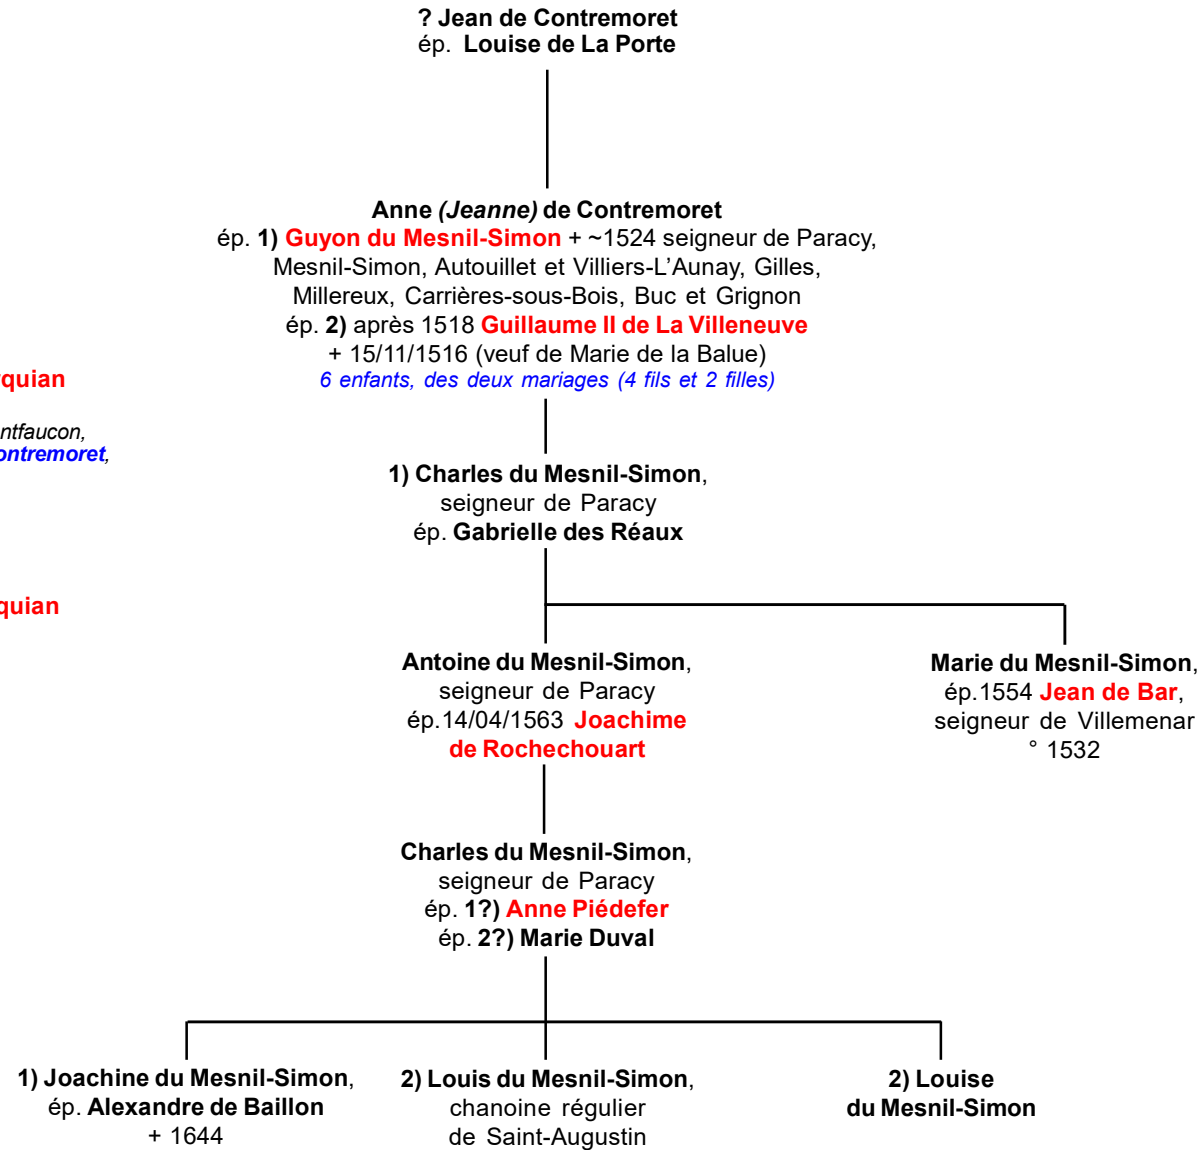 ? Jean de Contremoret
ép. Louise de La Porte
Anne (Jeanne) de Contremoret
ép. 1) Guyon du Mesnil-Simon + ~1524 seigneur de Paracy,
Mesnil-Simon, Autouillet et Villiers-L'Aunay, Gilles,
Millereux, Carrières-sous-Bois, Buc et Grignon
ép. 2) après 1518 Guillaume II de La Villeneuve
+ 15/11/1516 (veuf de Marie de la Balue)
6 enfants, des deux mariages (4 fils et 2 filles)
quian
ntfaucon,
ontremoret,
1) Charles du Mesnil-Simon,
seigneur de Paracy
ép. Gabrielle des Réaux
quian
Antoine du Mesnil-Simon,
seigneur de Paracy
ép.14/04/1563 Joachime
de Rochechouart
Marie du Mesnil-Simon,
ép.1554 Jean de Bar,
seigneur de Villemenar
° 1532
Charles du Mesnil-Simon,
seigneur de Paracy
ép. 1?) Anne Piédefer
ép. 2?) Marie Duval
1) Joachine du Mesnil-Simon,
ép. Alexandre de Baillon
+ 1644
2) Louis du Mesnil-Simon,
chanoine régulier
de Saint-Augustin
2) Louise
du Mesnil-Simon